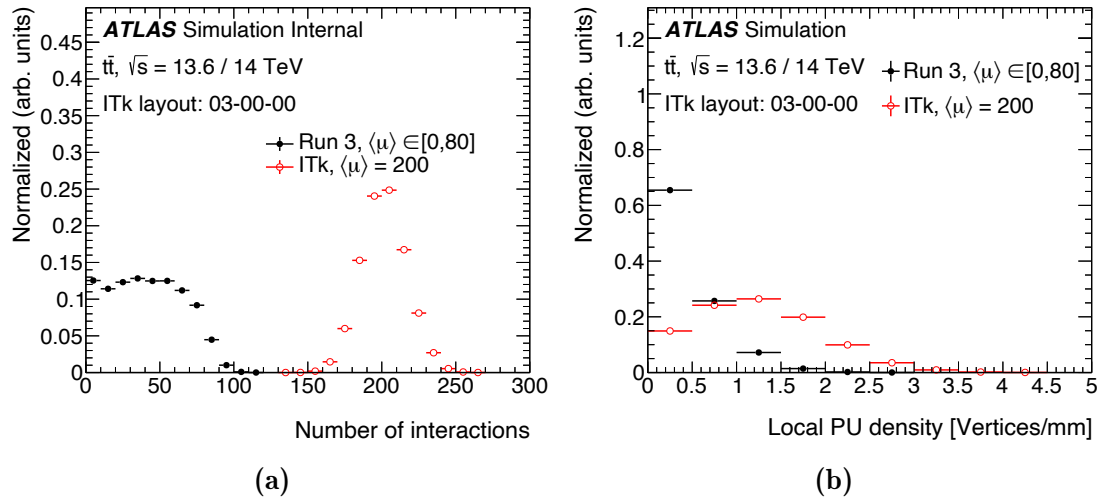 ATLAS Simulation Internal
tt̄, √s = 13.6 / 14 TeV
ITk layout: 03-00-00
Run 3, ⟨μ⟩ ∈[0,80]
ITk, ⟨μ⟩ = 200
Normalized (arb. units)
0.45
0.4
0.35
0.3
0.25
0.2
0.15
0.1
0.05
0
0 50 100 150 200 250 300
Number of interactions
(a)
ATLAS Simulation
tt̄, √s = 13.6 / 14 TeV
ITk layout: 03-00-00
Run 3, ⟨μ⟩ ∈[0,80]
ITk, ⟨μ⟩ = 200
Normalized (arb. units)
1.2
1
0.8
0.6
0.4
0.2
0
0 0.5 1 1.5 2 2.5 3 3.5 4 4.5 5
Local PU density [Vertices/mm]
(b)